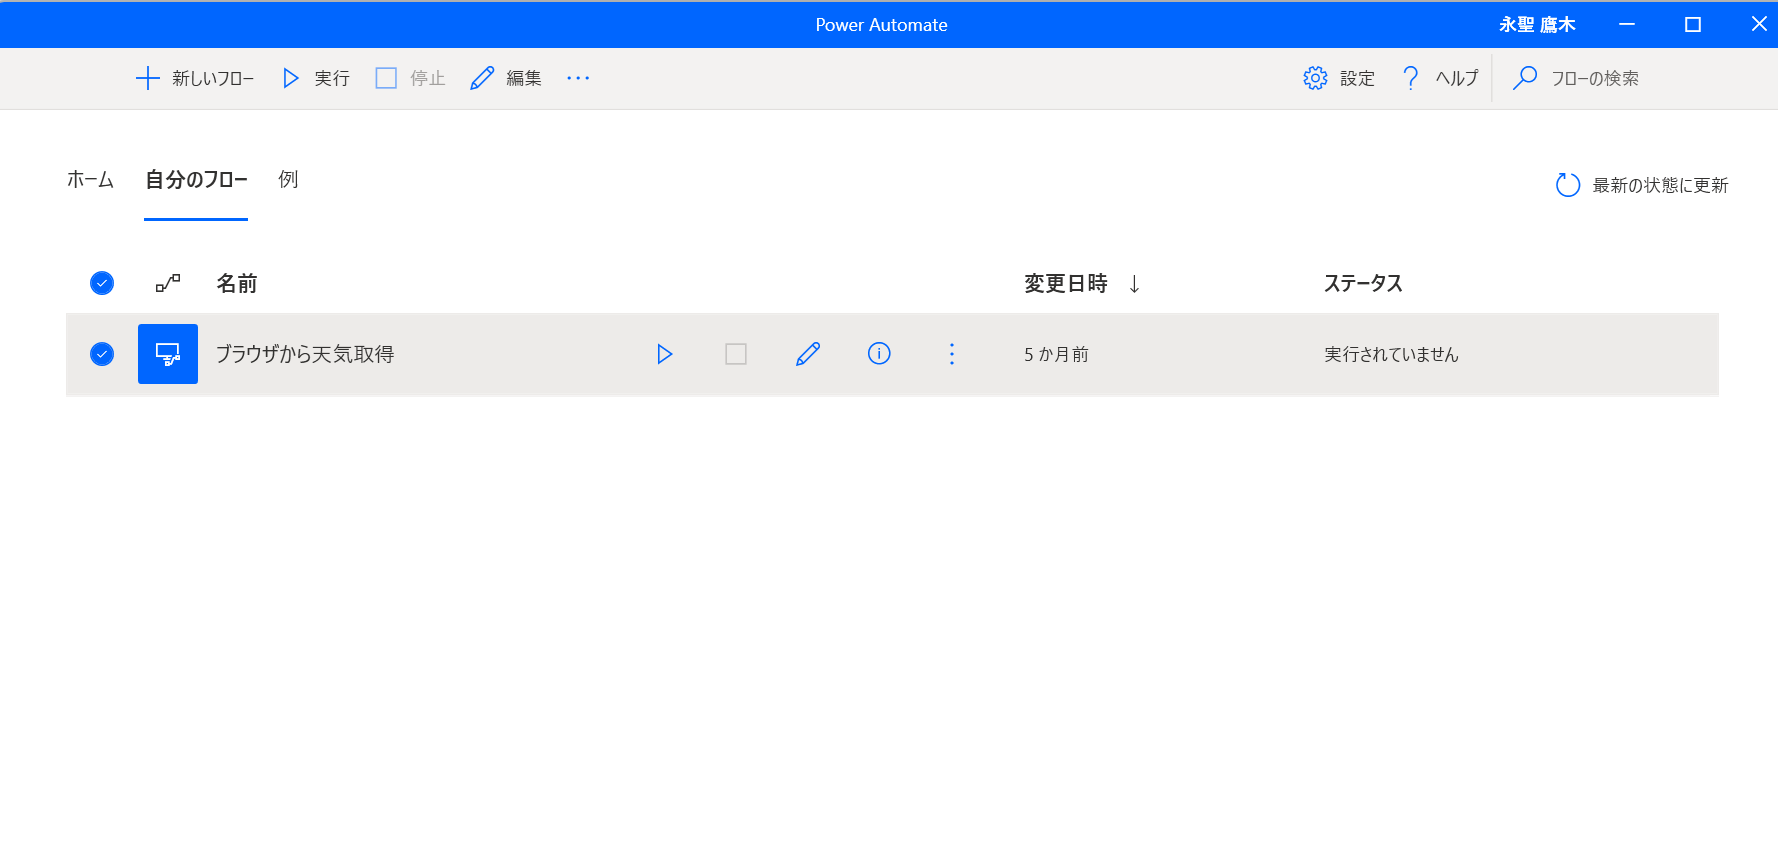 Power Automate
永聖 鷹木
新しいフロー 実行 停止 編集 ...
設定 ヘルプ フローの検索
ホーム 自分のフロー 例
最新の状態に更新
名前 変更日時 ↓ ステータス
ブラウザから天気取得 5 か月前 実行されていません